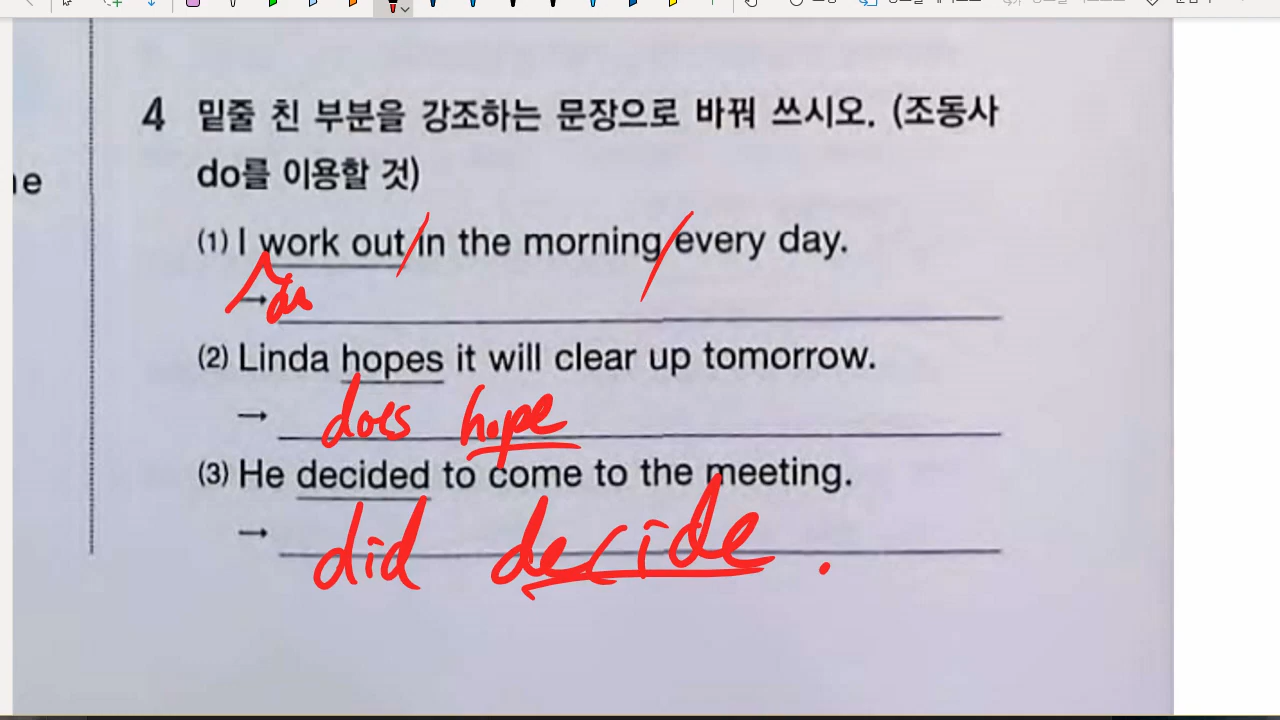 4 밑줄 친 부분을 강조하는 문장으로 바꿔 쓰시오. (조동사
do를 이용할 것)
(1) I work out in the morning every day.
→ do
(2) Linda hopes it will clear up tomorrow.
→ does hope
(3) He decided to come to the meeting.
→ did decide.